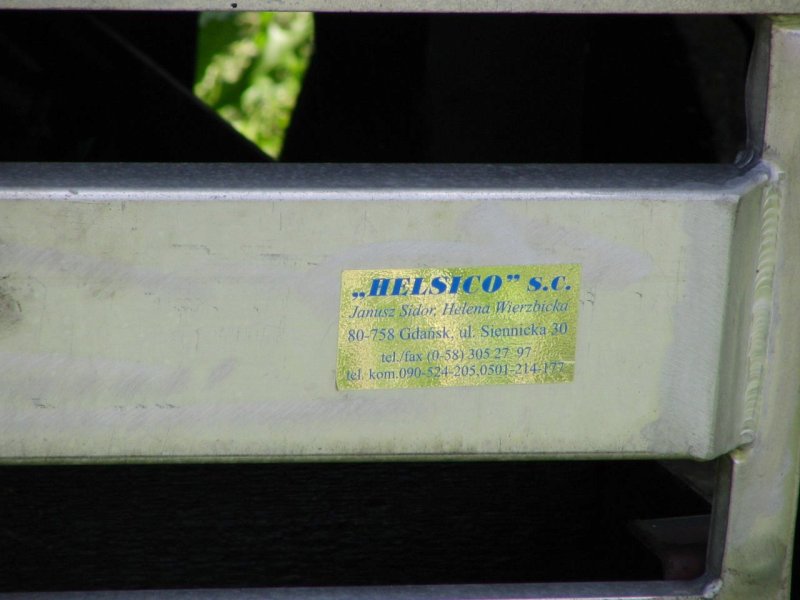 „HELSICO” s.c.
Janusz Sidor, Helena Wierzbicka
80-758 Gdańsk, ul. Siennicka 30
tel./fax (0-58) 305 27 97
tel. kom.090-524-205,0501-214-177